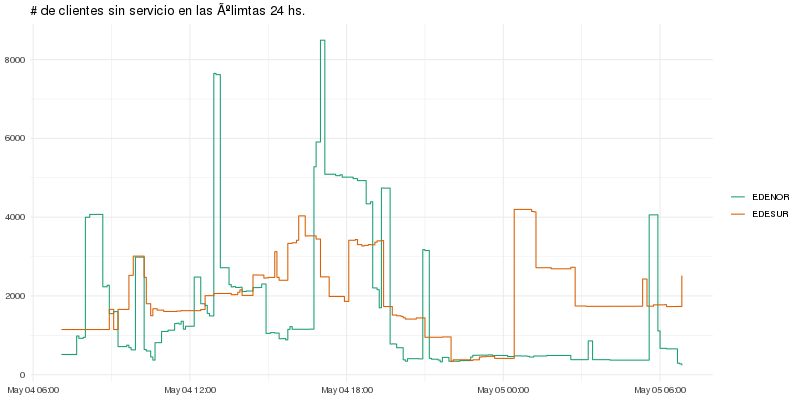 # de clientes sin servicio en las Ãºlimtas 24 hs.
8000
6000
4000
2000
0
May 04 06:00
May 04 12:00
May 04 18:00
May 05 00:00
May 05 06:00
EDENOR
EDESUR